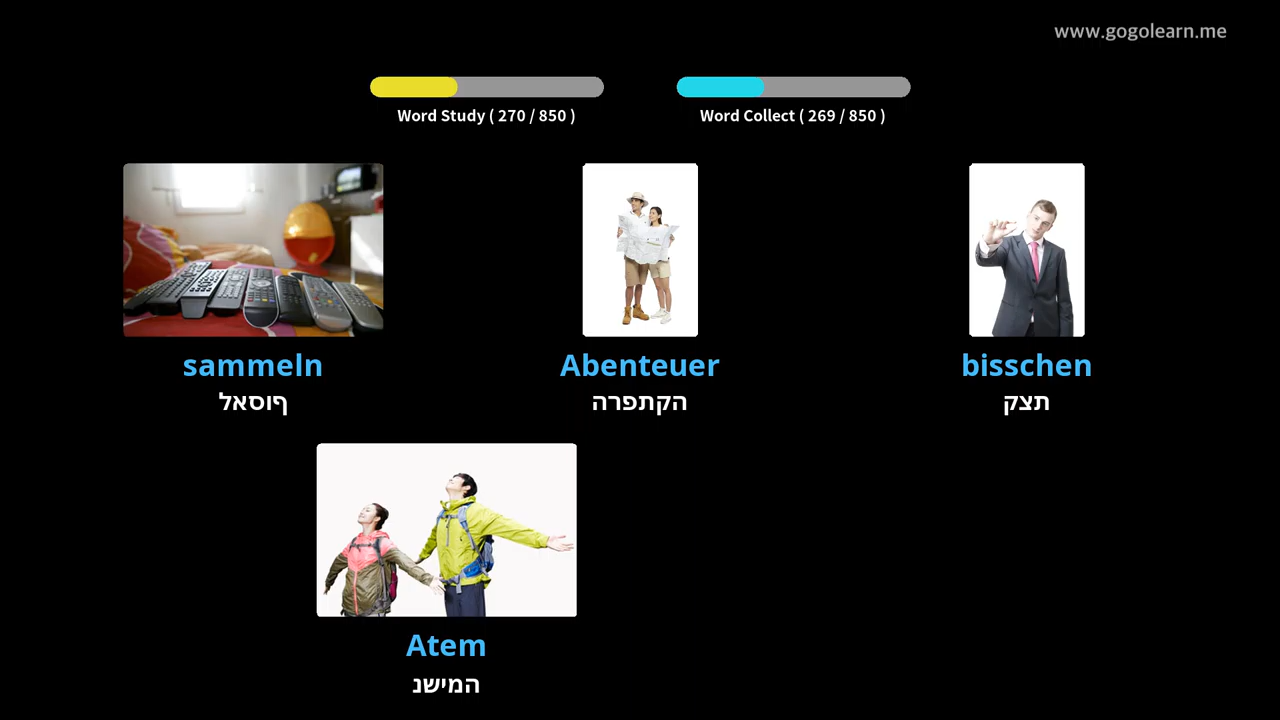 www.gogolearn.me
Word Study ( 270 / 850 )
Word Collect ( 269 / 850 )
sammeln
ףוסאל
Abenteuer
הקתפרה
bisschen
תצק
Atem
המישנ